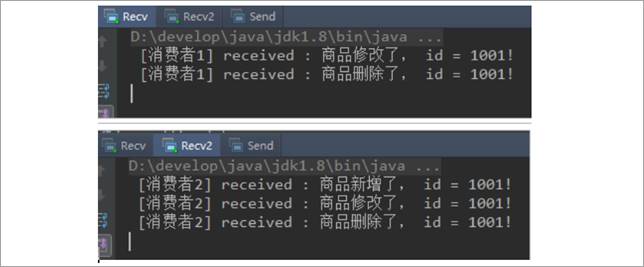 Recv Recv2 Send
D:\develop\java\jdk1.8\bin\java ...
[消费者1] received : 商品修改了， id = 1001!
[消费者1] received : 商品删除了， id = 1001!
Recv Recv2 Send
D:\develop\java\jdk1.8\bin\java ...
[消费者2] received : 商品新增了， id = 1001!
[消费者2] received : 商品修改了， id = 1001!
[消费者2] received : 商品删除了， id = 1001!